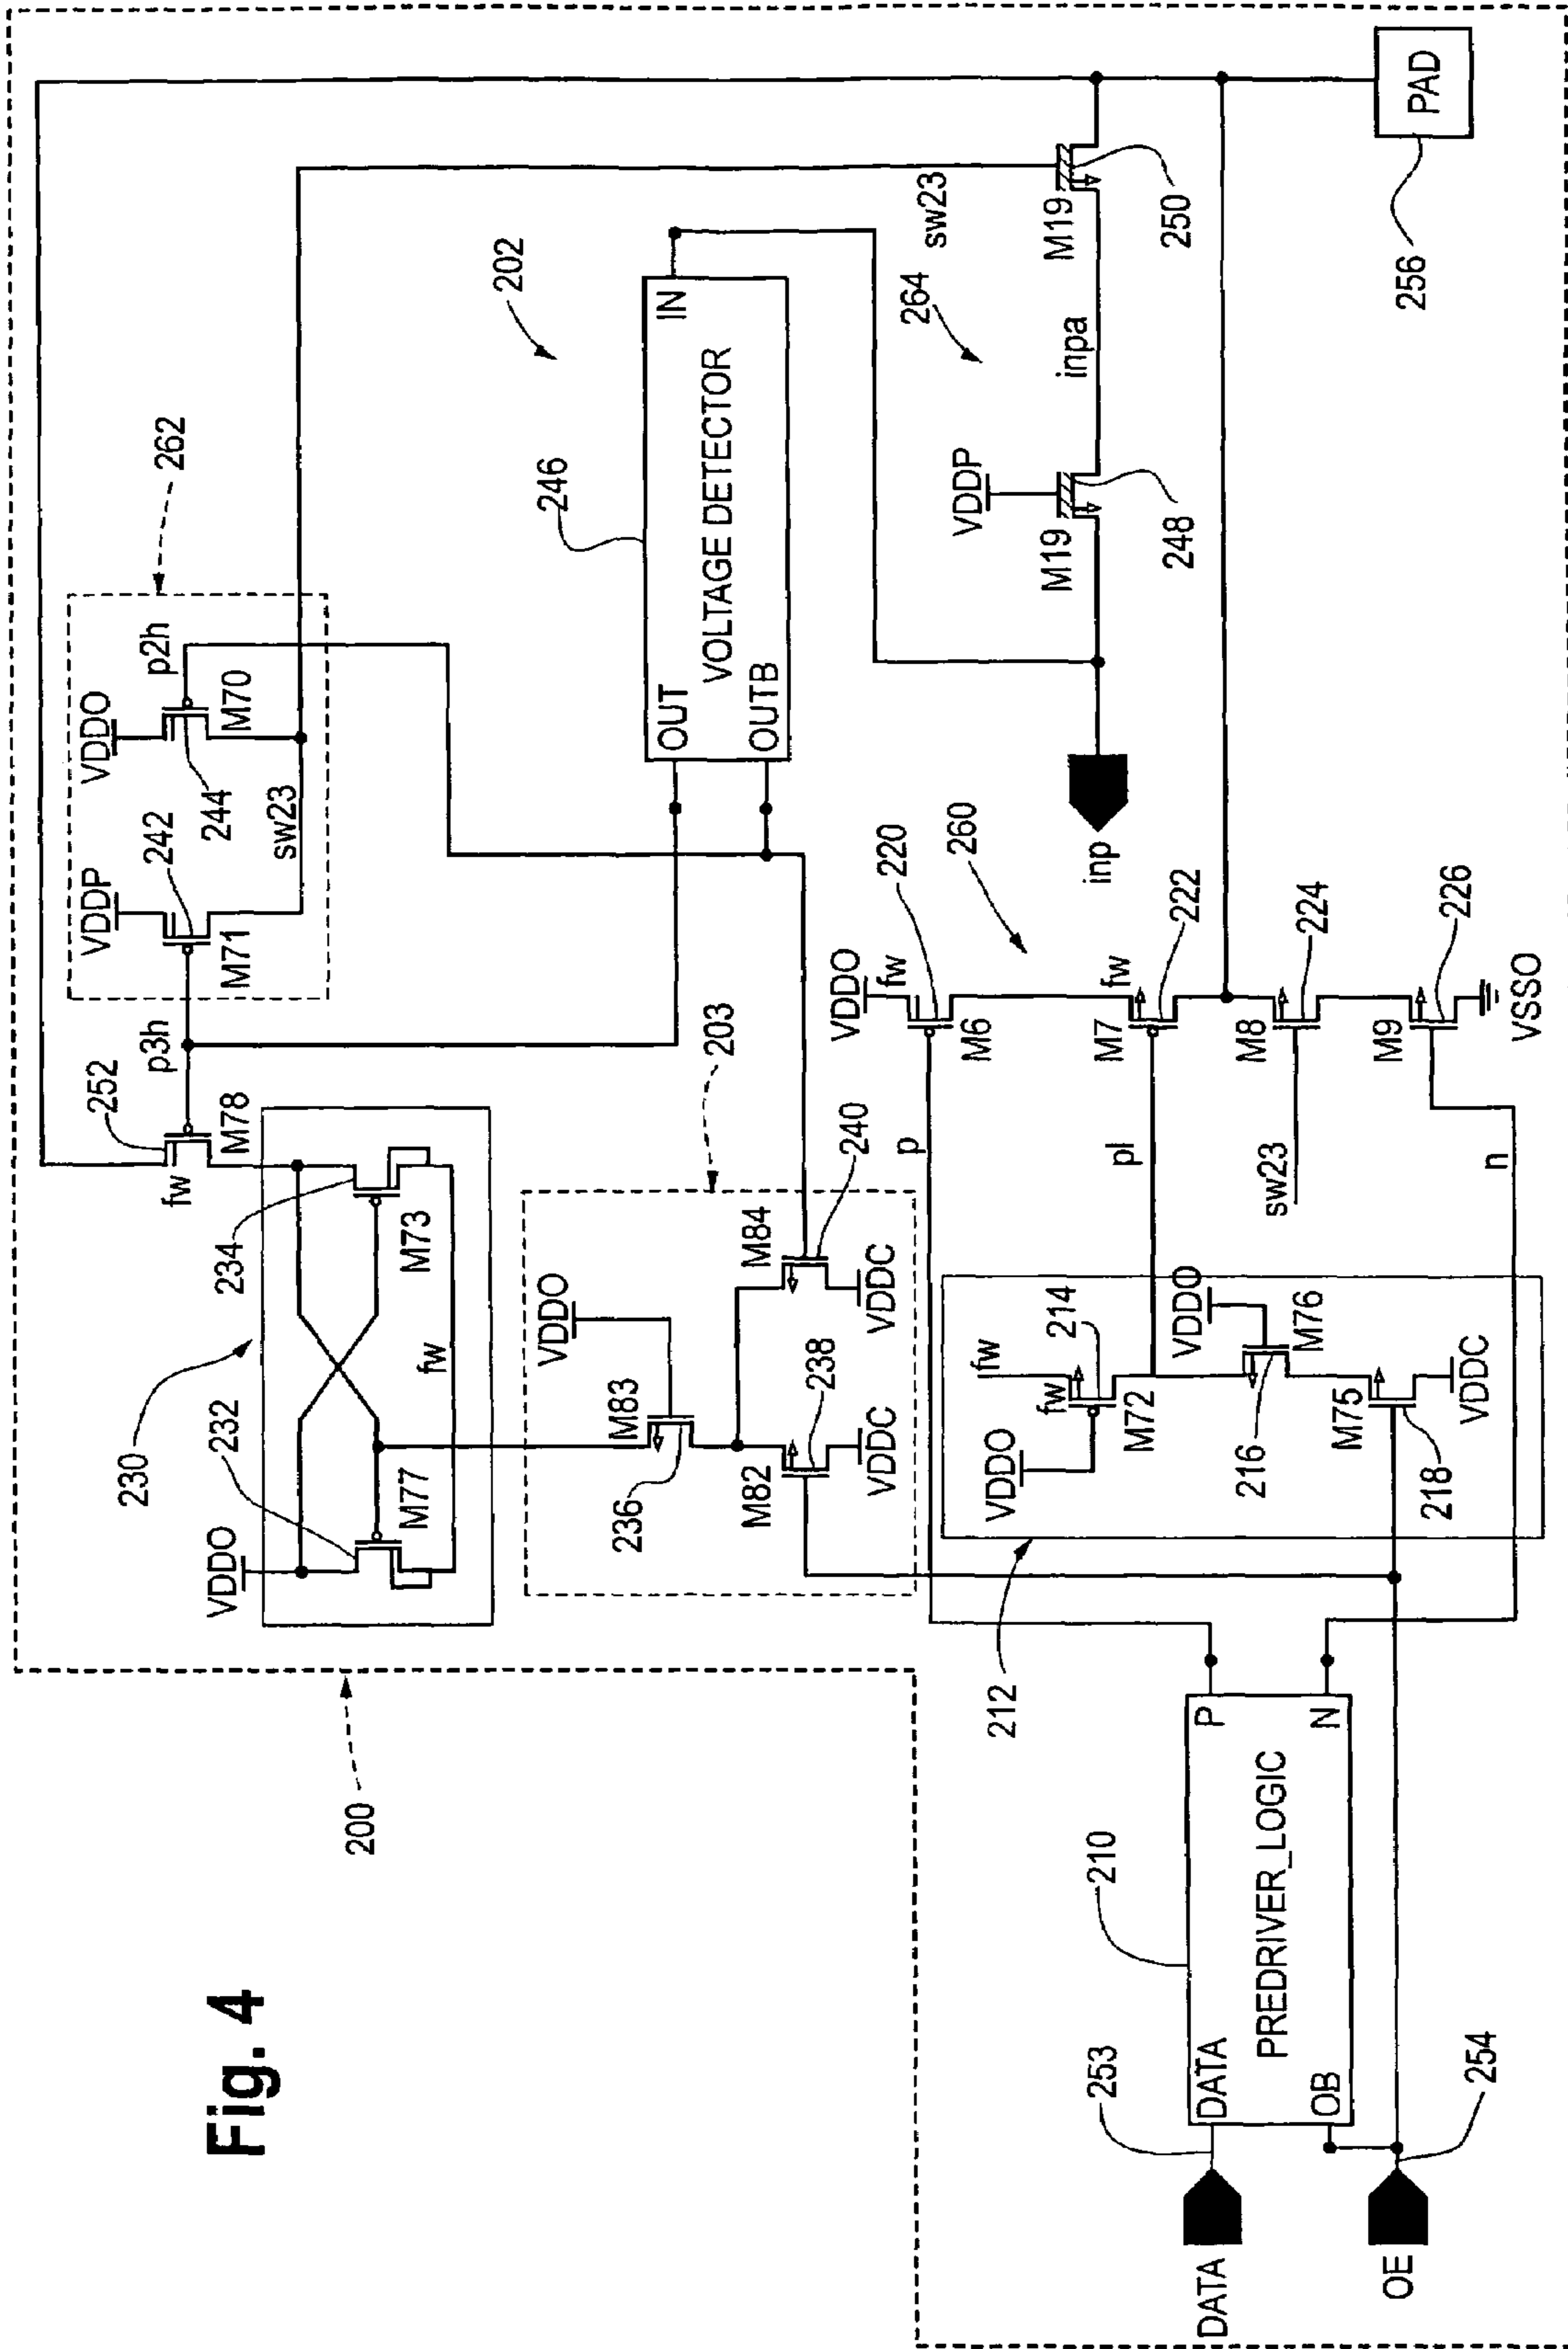 Fig. 4
200
VDDO
230
232
M77
234
M73
fw
fw
252
M78
p3h
VDDP
242
M71
VDDO
244
M70
p2h
sw23
262
202
246
VOLTAGE DETECTOR
OUT
OUTB
IN
VDDO
M83
236
M82
238
VDDC
M84
240
VDDC
203
264
VDDP
M19
248
inpa
M19
sw23
250
inp
260
VDDO
fw
220
M6
fw
222
M7
224
M8
226
M9
VSSO
p
pl
sw23
n
PAD
256
212
VDDO
fw
fw
214
M72
VDDO
M76
216
M75
218
VDDC
210
PREDRIVER_LOGIC
DATA
OB
P
N
253
254
DATA
OE